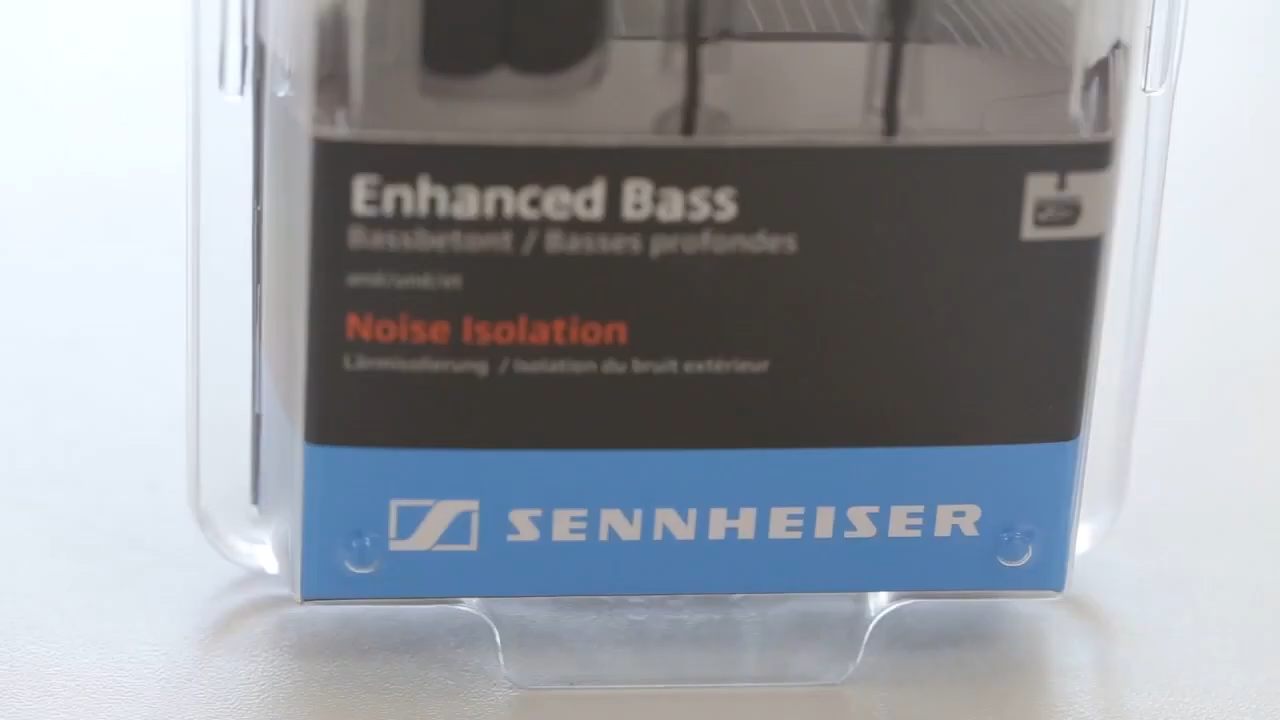 Enhanced Bass
Bassbetont / Basses profondes
Noise Isolation
Lärmisolierung / Isolation du bruit extérieur
SENNHEISER